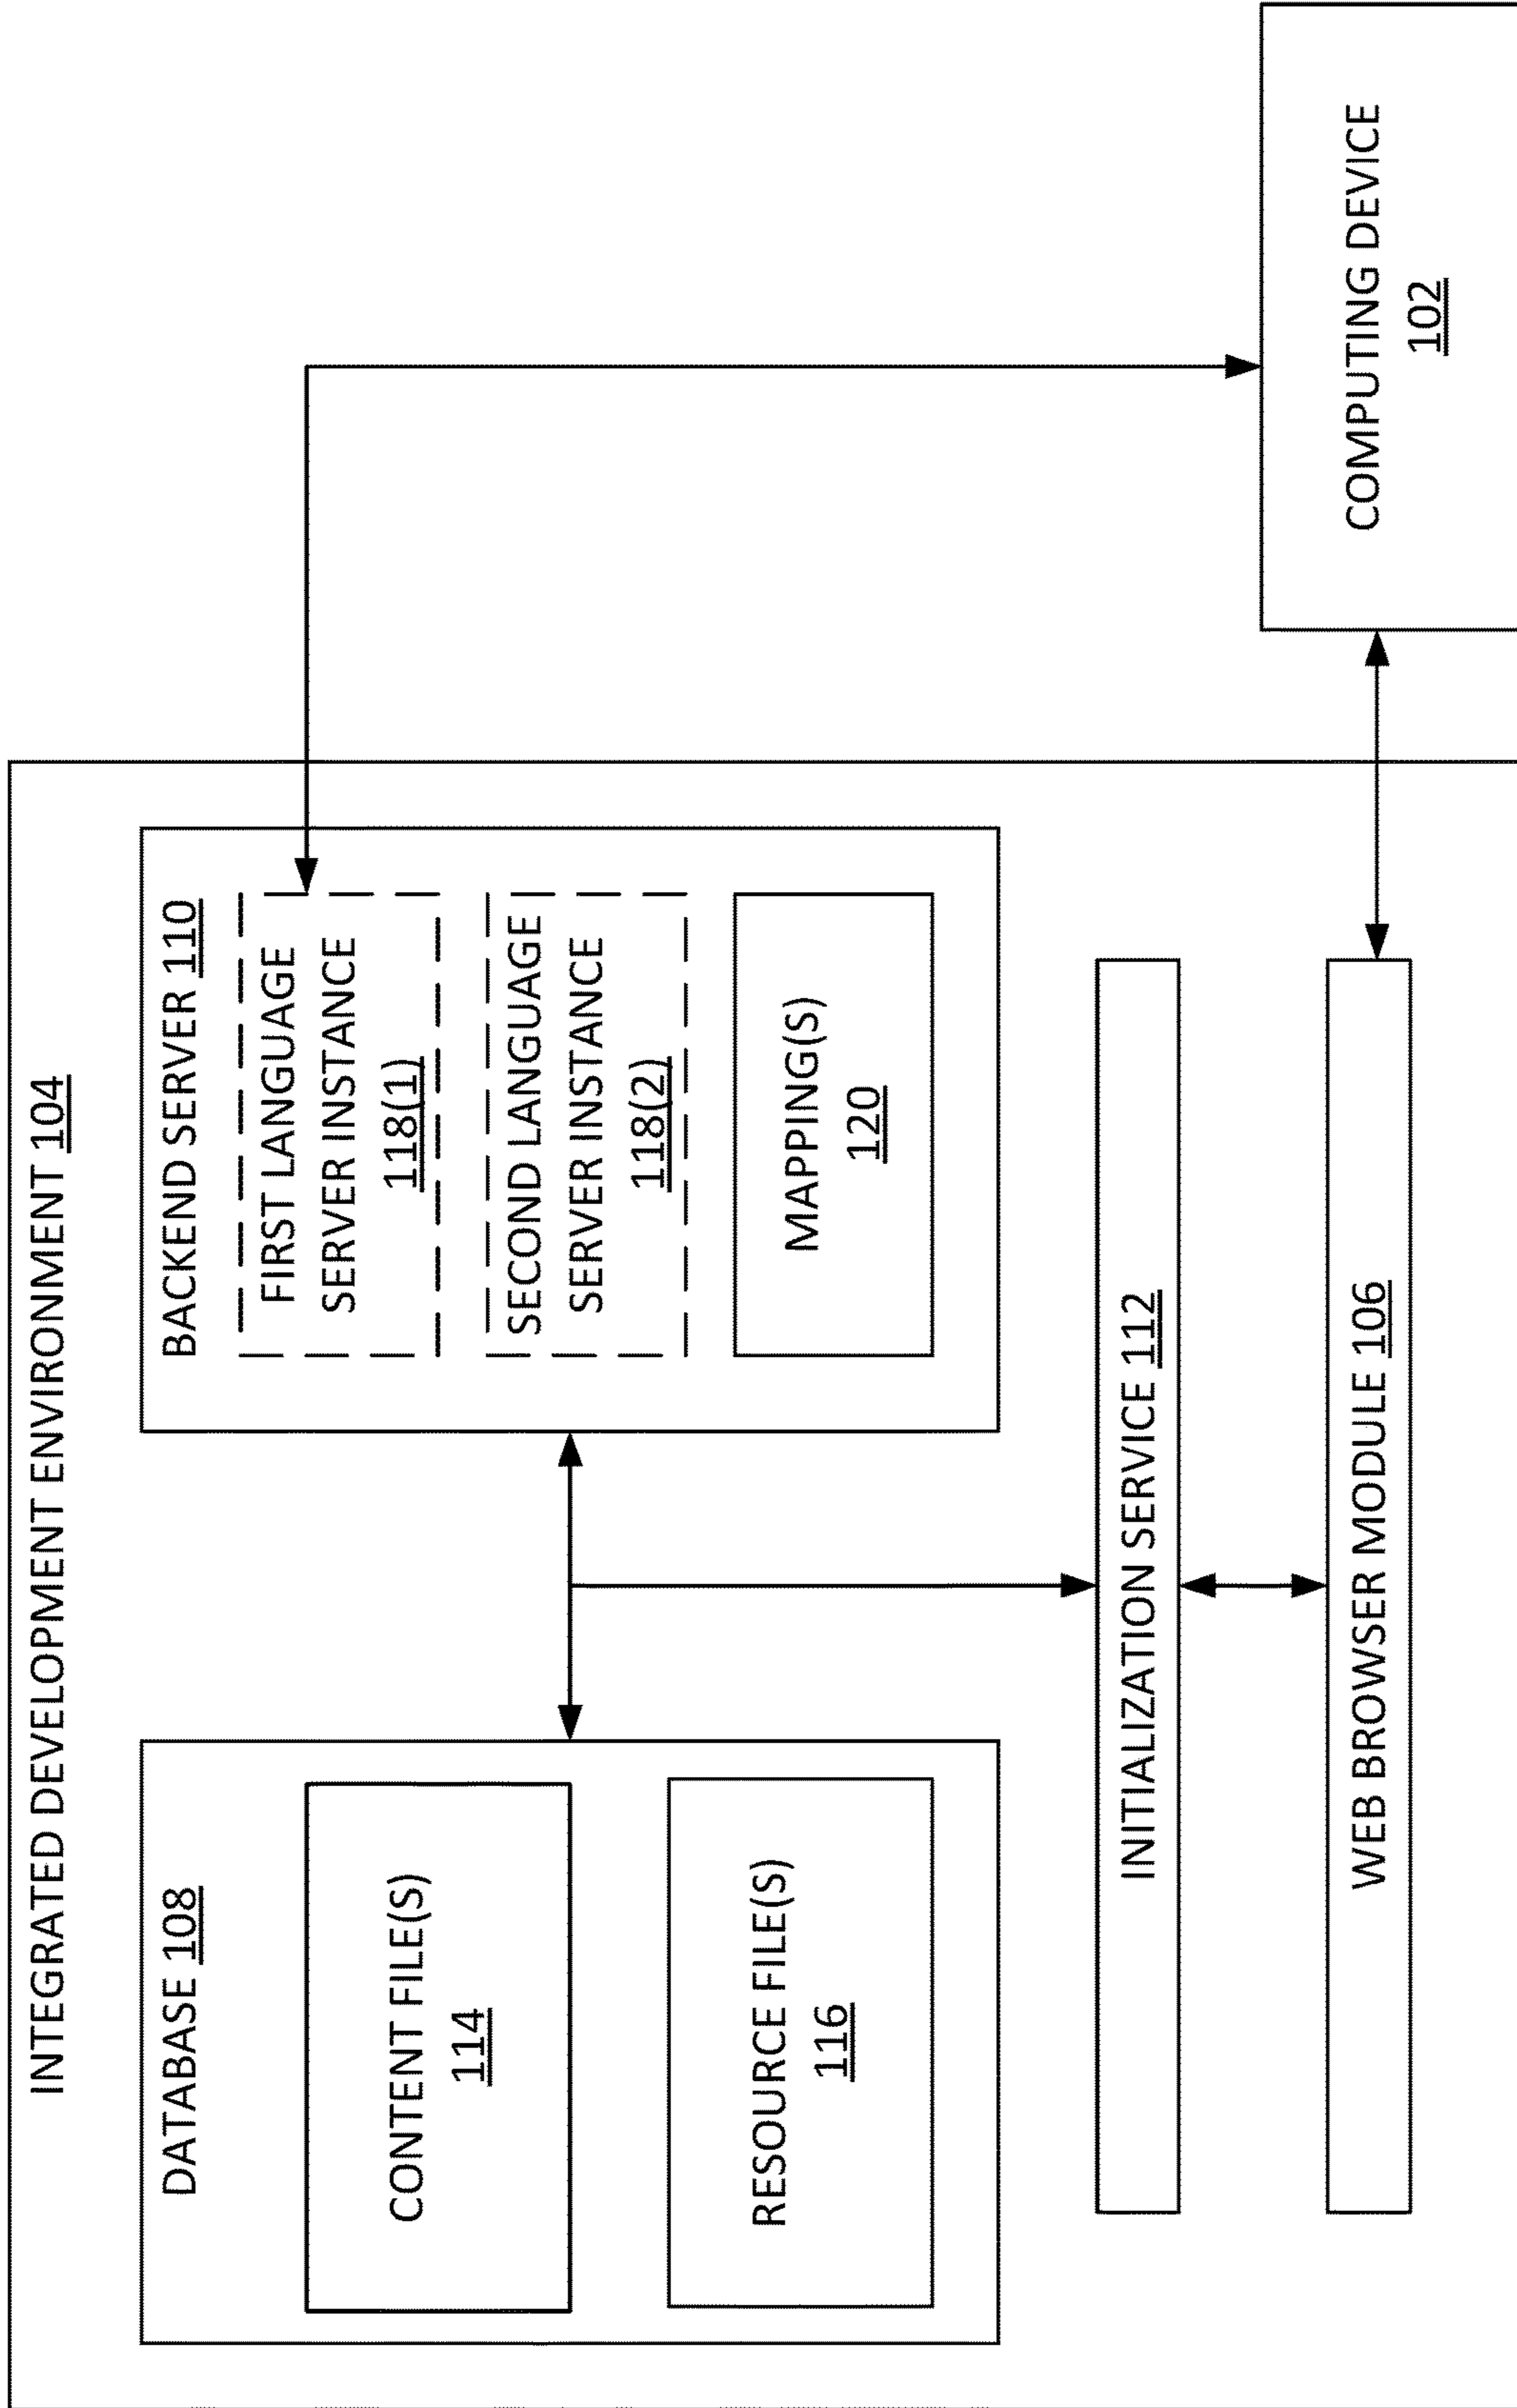 INTEGRATED DEVELOPMENT ENVIRONMENT 104
DATABASE 108
CONTENT FILE(S)
114
RESOURCE FILE(S)
116
BACKEND SERVER 110
FIRST LANGUAGE
SERVER INSTANCE
118(1)
SECOND LANGUAGE
SERVER INSTANCE
118(2)
MAPPING(S)
120
INITIALIZATION SERVICE 112
WEB BROWSER MODULE 106
COMPUTING DEVICE
102